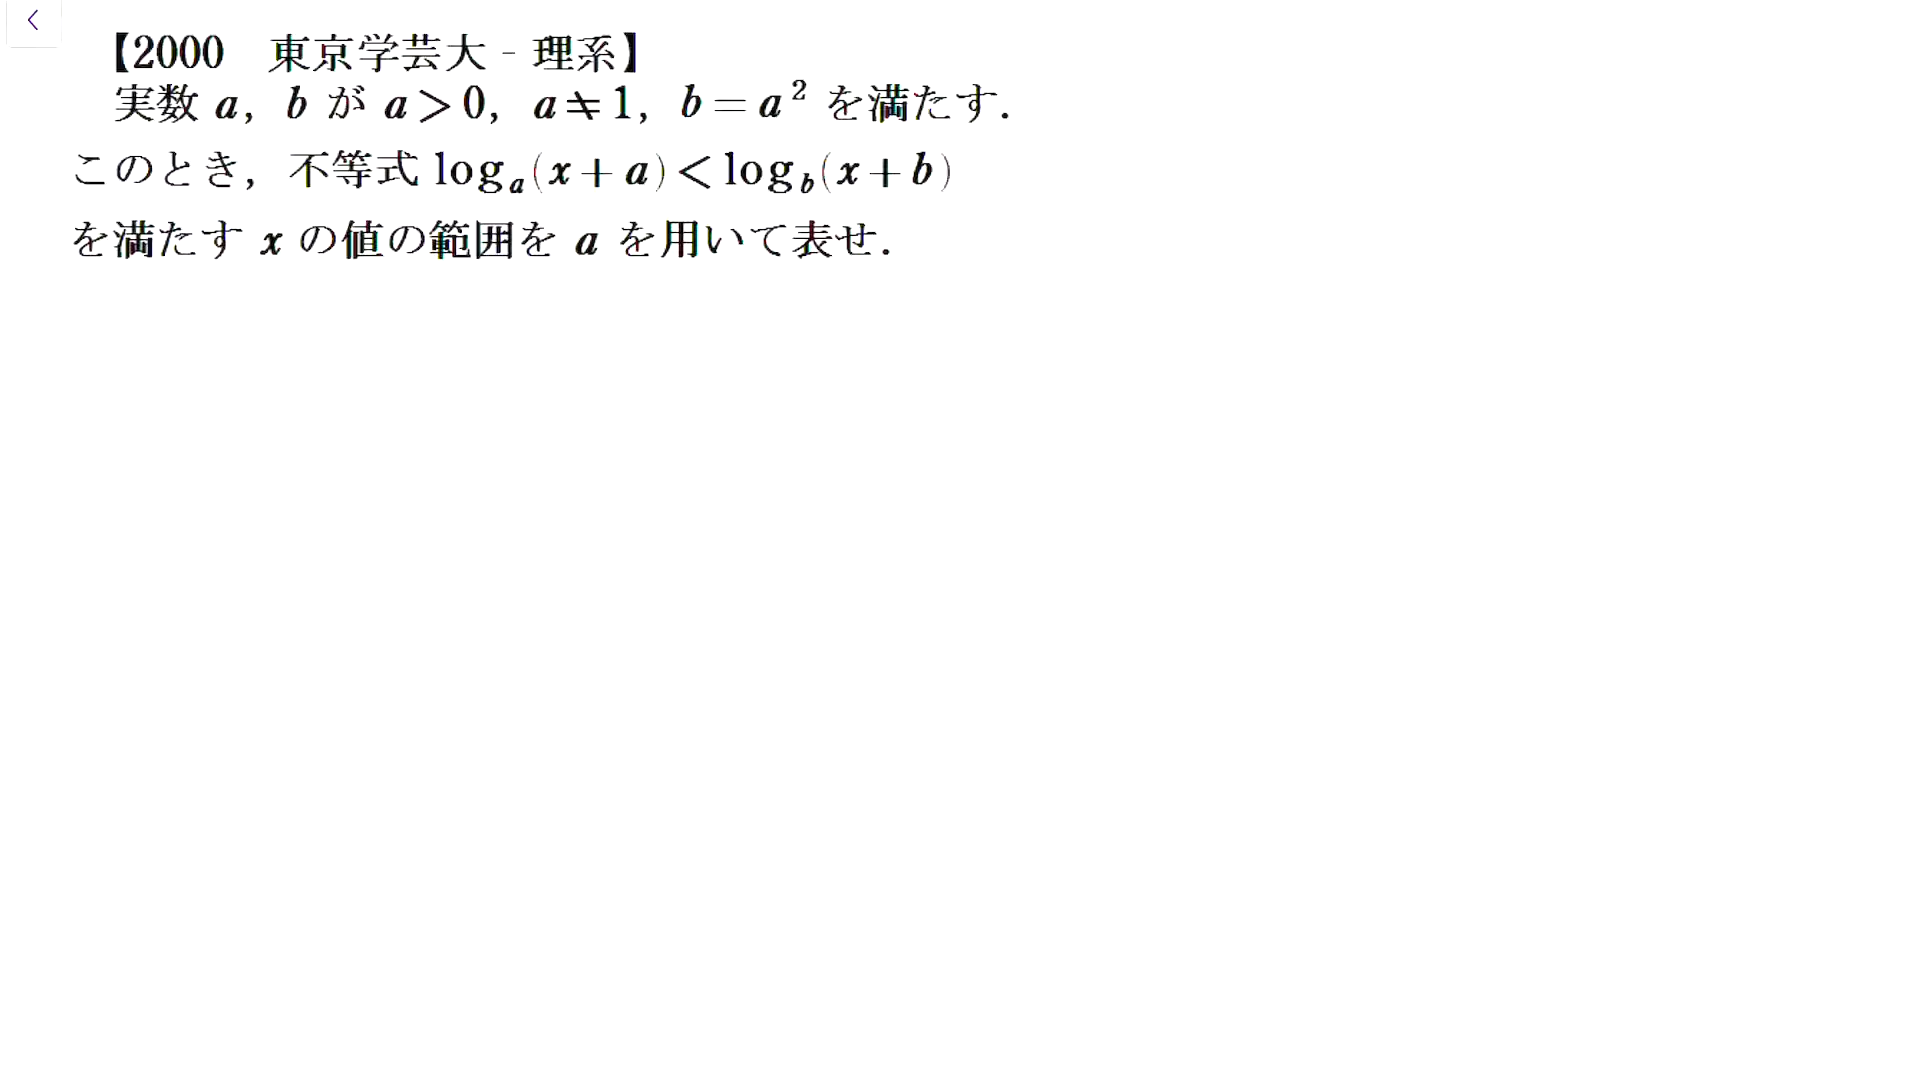 【2000　東京学芸大‐理系】
実数 a, b が a>0, a≠1, b=a² を満たす.
このとき, 不等式 logₐ(x+a)<log_b(x+b)
を満たす x の値の範囲を a を用いて表せ.